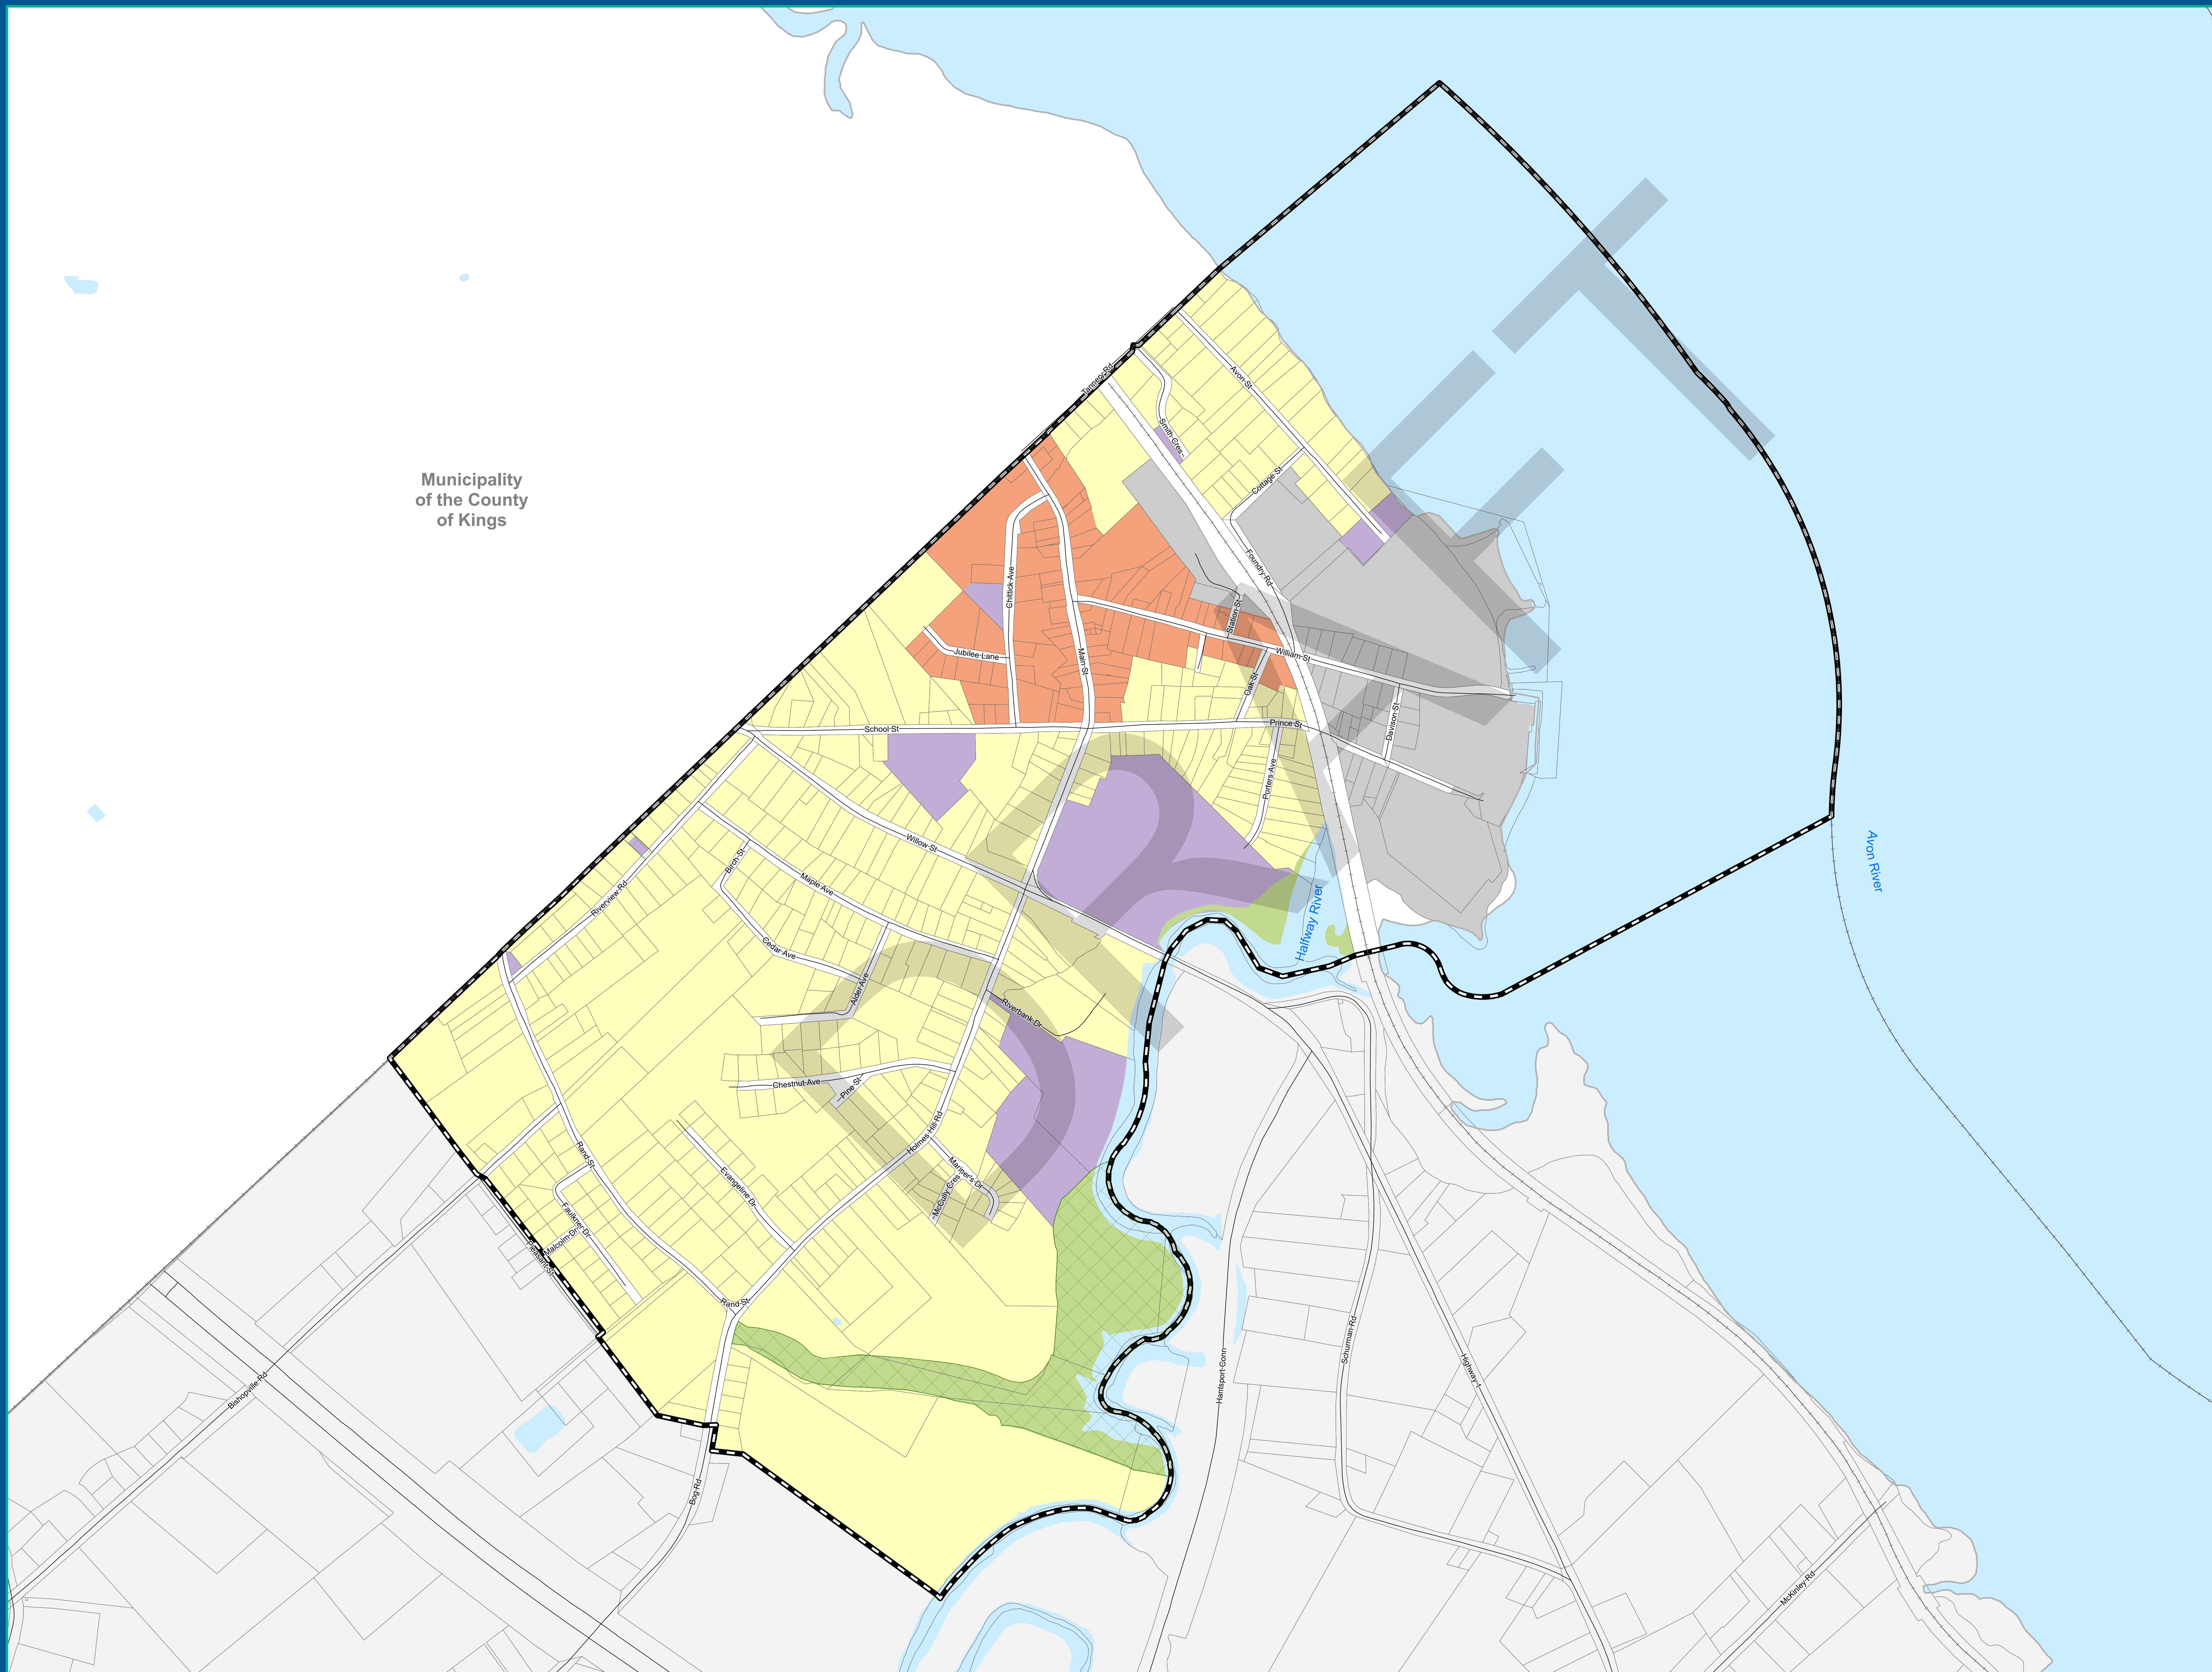 Municipality
of the County
of Kings
Tannery Rd
Avon St
Smith Cres
Cottage St
Foundry Rd
Chittick Ave
Station St
Jubilee Lane
Main St
William St
Oak St
School St
Prince St
Davison St
Porters Ave
Willow St
Avon River
Birch St
Maple Ave
Riverview Rd
Halfway River
Cedar Ave
Alder Ave
Riverbank Dr
Chestnut Ave
Pine St
Rand St
Holmes Hill Rd
Evangeline Dr
Mariner's Dr
McCully Cres
Faulkner Dr
Malcolm Dr
Pleasant St
Rand St
Bishopville Rd
Hantsport Conn
Schurman Rd
Highway 1
Bog Rd
McKinley Rd
DRAFT